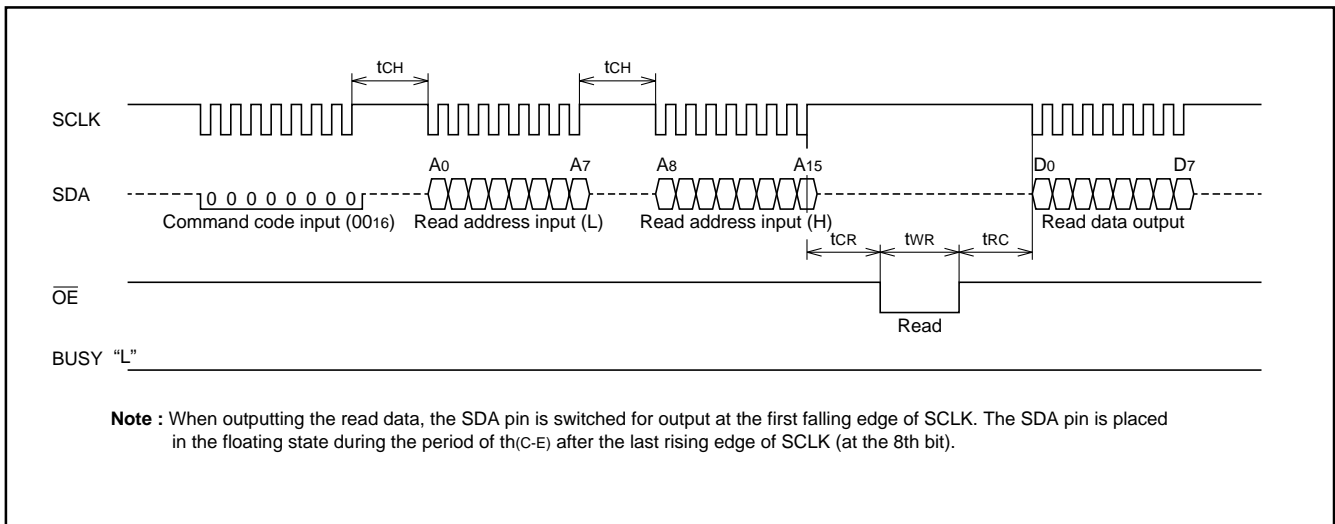 tCH tCH
SCLK
A0 A7 A8 A15 D0 D7
SDA 0 0 0 0 0 0 0 0
Command code input (0016) Read address input (L) Read address input (H) Read data output
tCR tWR tRC
OE
Read
BUSY “L”
Note : When outputting the read data, the SDA pin is switched for output at the first falling edge of SCLK. The SDA pin is placed
in the floating state during the period of th(C-E) after the last rising edge of SCLK (at the 8th bit).